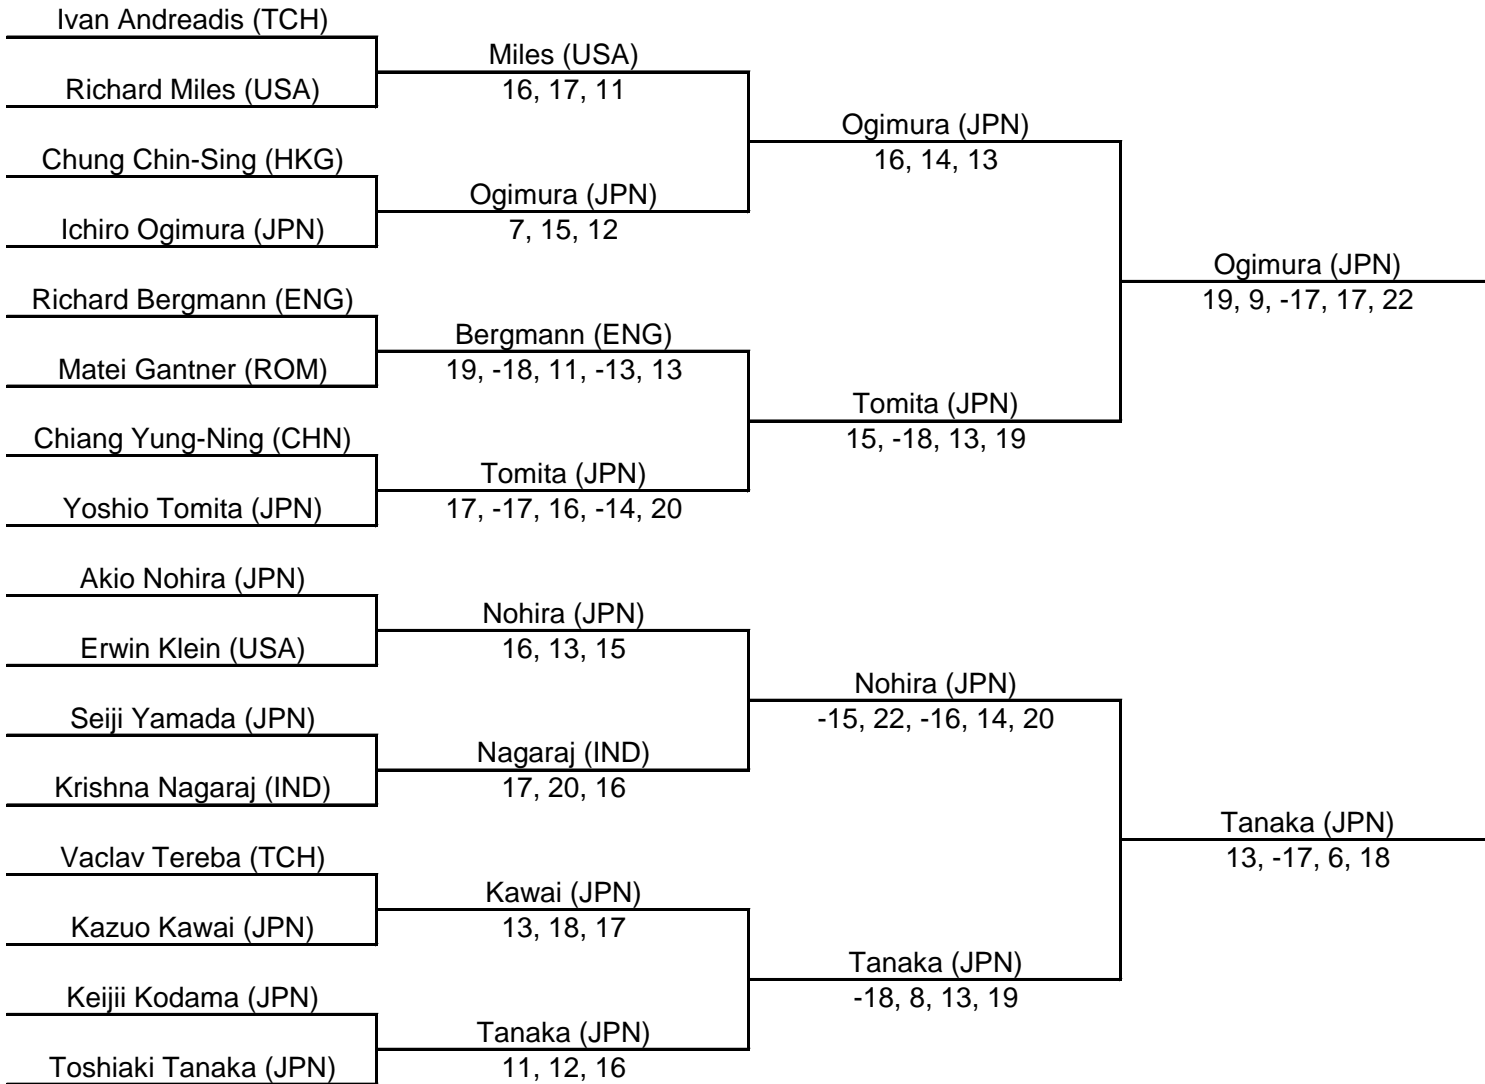 Ivan Andreadis (TCH)
Richard Miles (USA)
Chung Chin-Sing (HKG)
Ichiro Ogimura (JPN)
Richard Bergmann (ENG)
Matei Gantner (ROM)
Chiang Yung-Ning (CHN)
Yoshio Tomita (JPN)
Akio Nohira (JPN)
Erwin Klein (USA)
Seiji Yamada (JPN)
Krishna Nagaraj (IND)
Vaclav Tereba (TCH)
Kazuo Kawai (JPN)
Keijii Kodama (JPN)
Toshiaki Tanaka (JPN)
Miles (USA)
16, 17, 11
Ogimura (JPN)
7, 15, 12
Bergmann (ENG)
19, -18, 11, -13, 13
Tomita (JPN)
17, -17, 16, -14, 20
Nohira (JPN)
16, 13, 15
Nagaraj (IND)
17, 20, 16
Kawai (JPN)
13, 18, 17
Tanaka (JPN)
11, 12, 16
Ogimura (JPN)
16, 14, 13
Tomita (JPN)
15, -18, 13, 19
Nohira (JPN)
-15, 22, -16, 14, 20
Tanaka (JPN)
-18, 8, 13, 19
Ogimura (JPN)
19, 9, -17, 17, 22
Tanaka (JPN)
13, -17, 6, 18